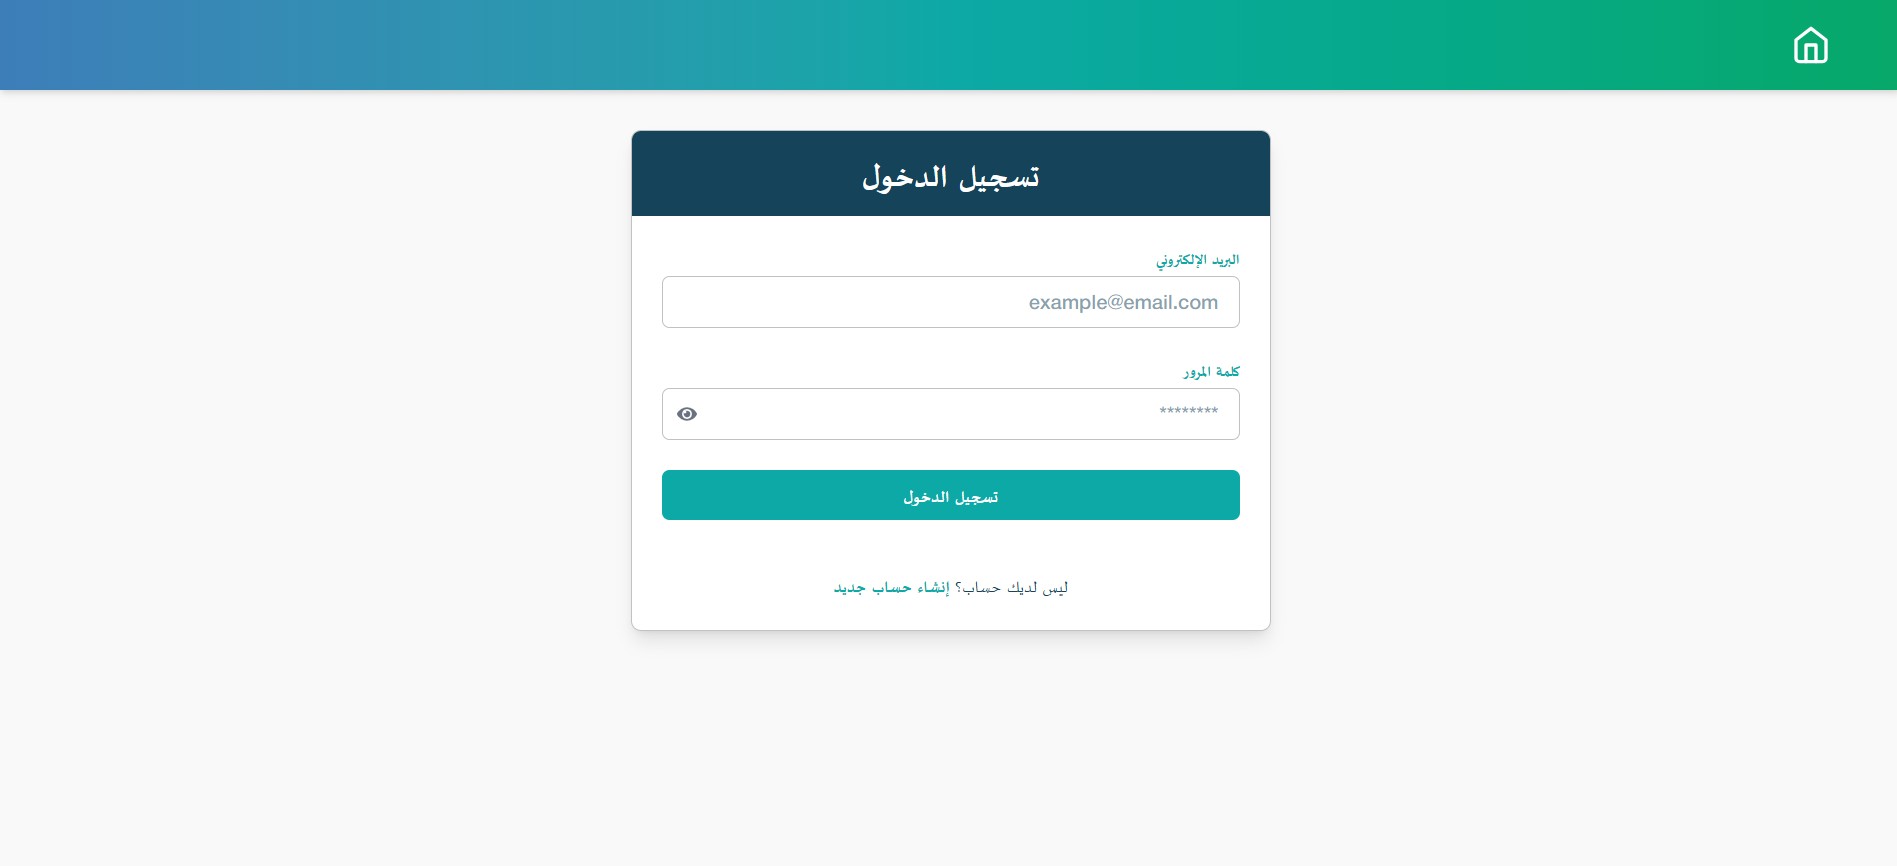 تسجيل الدخول
البريد الإلكتروني
example@email.com
كلمة المرور
********
تسجيل الدخول
ليس لديك حساب؟ إنشاء حساب جديد